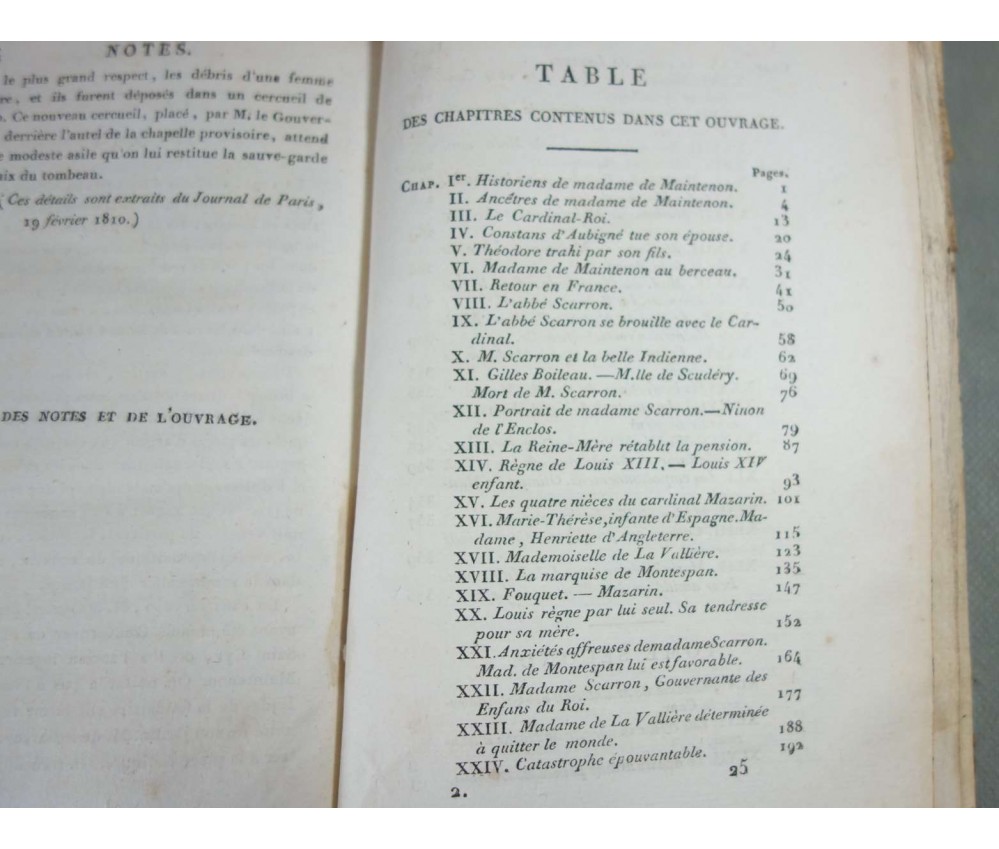 NOTES.
le plus grand respect, les débris d'une femme
re, et ils furent déposés dans un cercueil de
. Ce nouveau cercueil, placé, par M. le Gouver-
derrière l'autel de la chapelle provisoire, attend
e modeste asile qu'on lui restitue la sauve-garde
ix du tombeau.
(Ces détails sont extraits du Journal de Paris,
19 février 1810.)
DES NOTES ET DE L'OUVRAGE.
TABLE
DES CHAPITRES CONTENUS DANS CET OUVRAGE.
Pages.
CHAP. Ier. Historiens de madame de Maintenon. 1
II. Ancêtres de madame de Maintenon. 4
III. Le Cardinal-Roi. 13
IV. Constans d'Aubigné tue son épouse. 20
V. Théodore trahi par son fils. 24
VI. Madame de Maintenon au berceau. 31
VII. Retour en France. 41
VIII. L'abbé Scarron. 50
IX. L'abbé Scarron se brouille avec le Car-
dinal. 58
X. M. Scarron et la belle Indienne. 62
XI. Gilles Boileau. — M.lle de Scudéry. 69
Mort de M. Scarron. 76
XII. Portrait de madame Scarron. — Ninon
de l'Enclos. 79
XIII. La Reine-Mère rétablit la pension. 87
XIV. Règne de Louis XIII. — Louis XIV
enfant. 93
XV. Les quatre nièces du cardinal Mazarin. 101
XVI. Marie-Thérèse, infante d'Espagne. Ma-
dame, Henriette d'Angleterre. 115
XVII. Mademoiselle de La Vallière. 123
XVIII. La marquise de Montespan. 135
XIX. Fouquet. — Mazarin. 147
XX. Louis règne par lui seul. Sa tendresse
pour sa mère. 152
XXI. Anxiétés affreuses de madame Scarron.
Mad. de Montespan lui est favorable. 164
XXII. Madame Scarron, Gouvernante des
Enfans du Roi. 177
XXIII. Madame de La Vallière déterminée
à quitter le monde. 188
XXIV. Catastrophe épouvantable. 192
2. 25